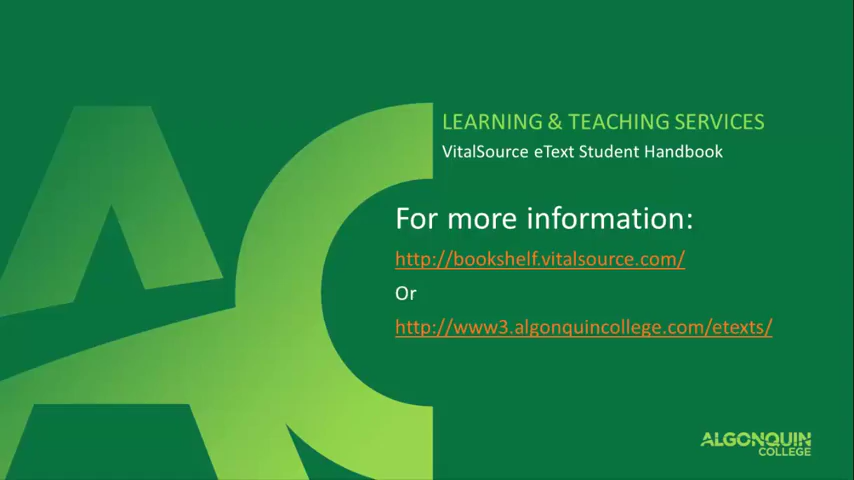 LEARNING & TEACHING SERVICES
VitalSource eText Student Handbook
For more information:
http://bookshelf.vitalsource.com/
Or
http://www3.algonquincollege.com/etexts/
ALGONQUIN
COLLEGE